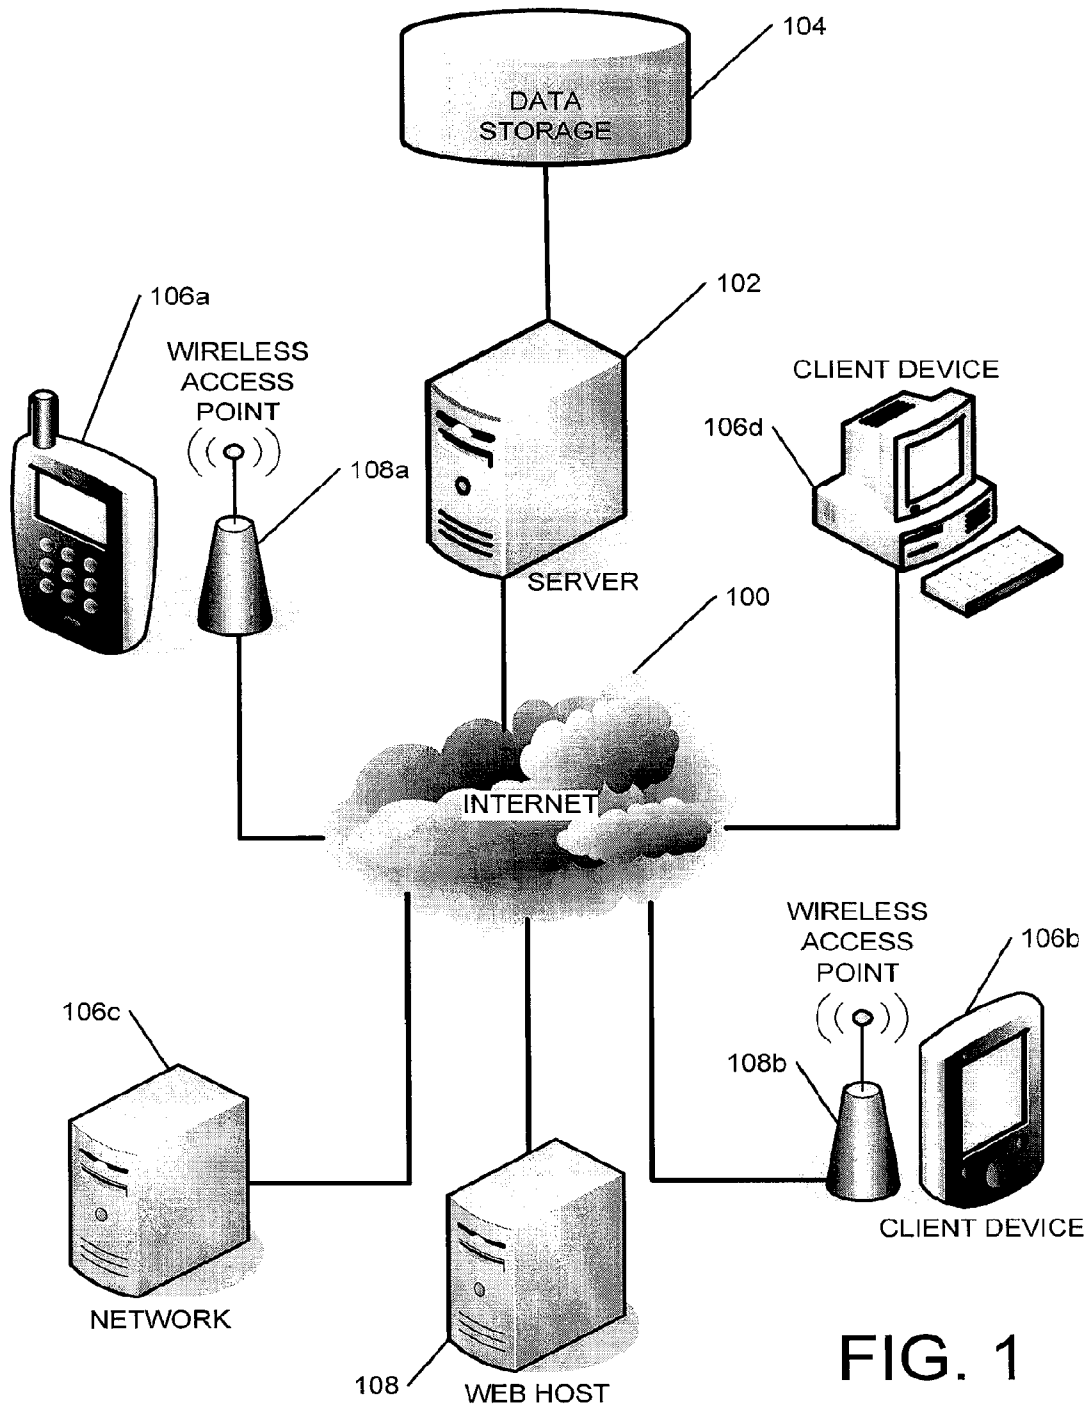 104
DATA
STORAGE
102
106a
WIRELESS
ACCESS
POINT
108a
CLIENT DEVICE
106d
SERVER
100
INTERNET
WIRELESS
ACCESS
POINT
106b
106c
108b
CLIENT DEVICE
NETWORK
108
WEB HOST
FIG. 1